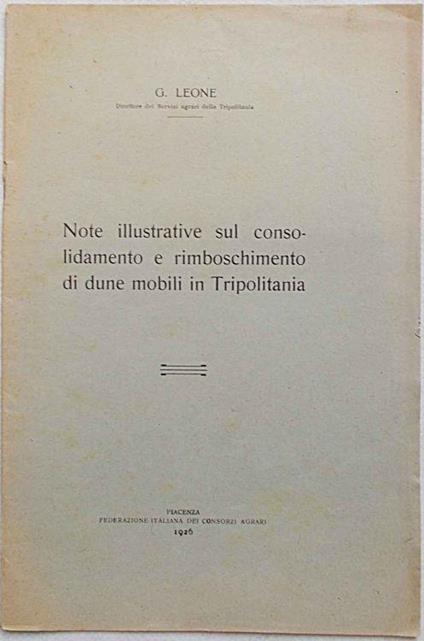 G. LEONE
Direttore dei Servizi agrari della Tripolitania
Note illustrative sul conso-
lidamento e rimboschimento
di dune mobili in Tripolitania
PIACENZA
FEDERAZIONE ITALIANA DEI CONSORZI AGRARI
1926